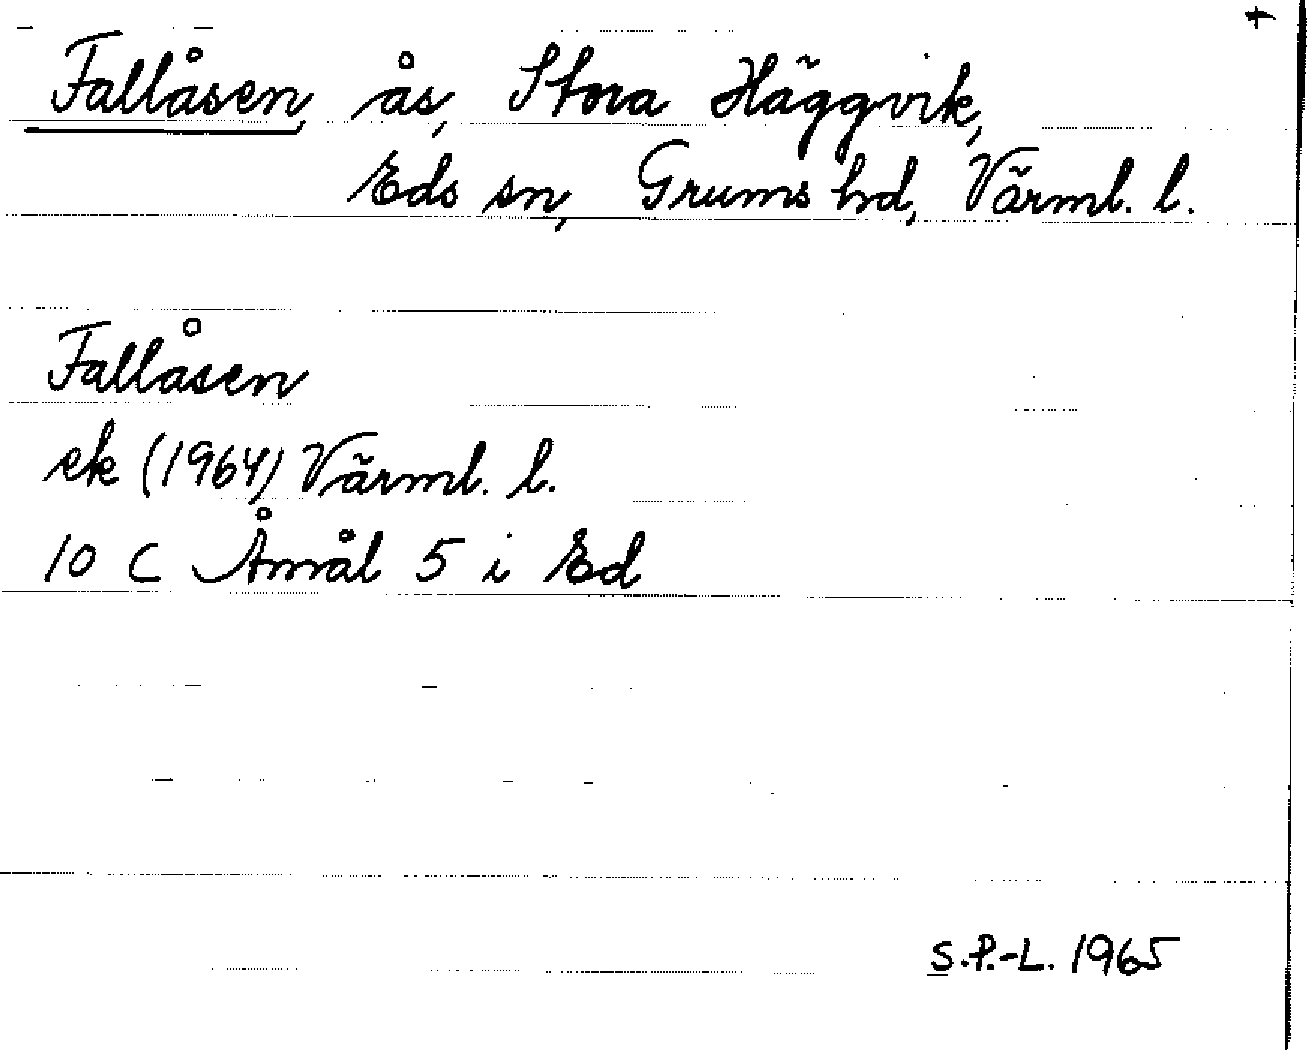 +
Fallåsen, ås, Stora Häggvik,
Eds sn, Grums hd, Värml. l.
Fallåsen
ek (1964) Värml. l.
10 C Åmål 5 i Ed
S.P.-L. 1965